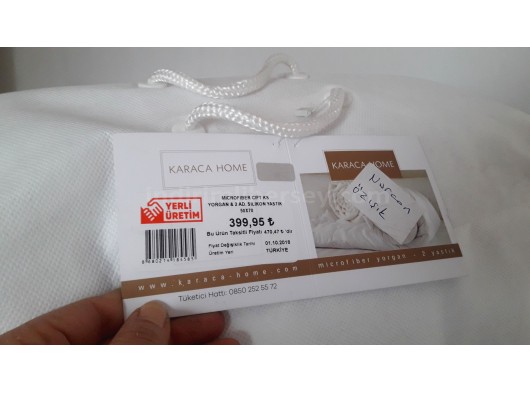 KARACA HOME
KARACA HOME
YERLİ
ÜRETİM
MICROFIBER ÇİFT KİŞ.
YORGAN & 2 AD. SİLİKON YASTIK
50X70
399,95 ₺
Bu Ürün Taksitli Fiyatı 470,47 ₺ 'dir
Fiyat Değişiklik Tarihi 01.10.2018
Üretim Yeri TÜRKİYE
Nurcan
özışık
www.karaca-home.com
microfiber yorgan - 2 yastık
Tüketici Hattı: 0850 252 55 72